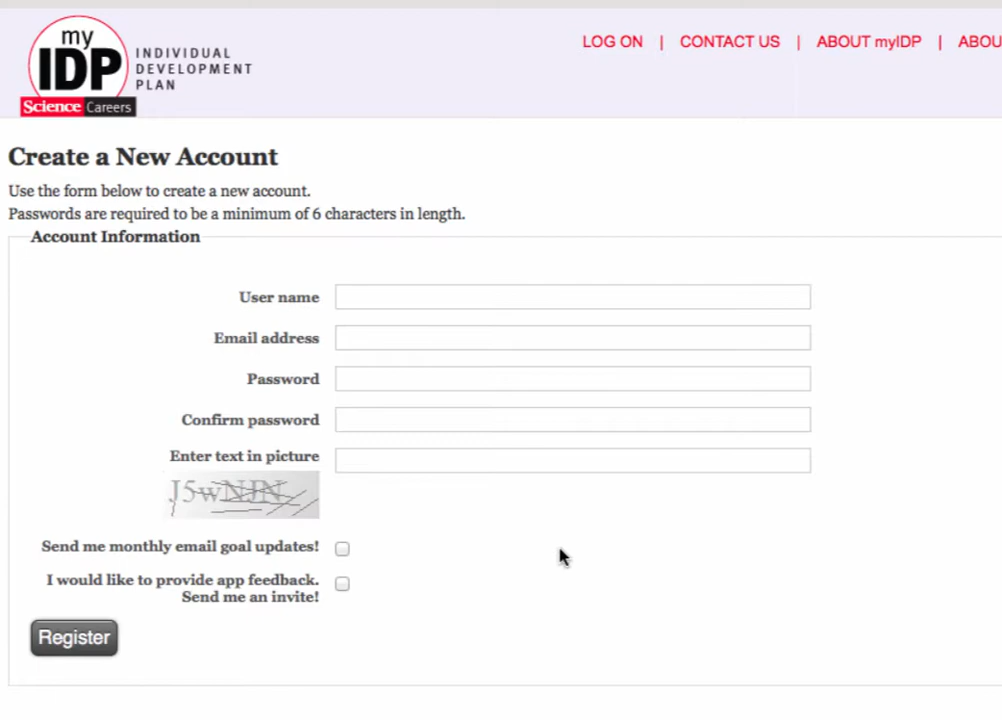 my
IDP
INDIVIDUAL
DEVELOPMENT
PLAN
Science Careers
LOG ON | CONTACT US | ABOUT myIDP | ABOU
Create a New Account
Use the form below to create a new account.
Passwords are required to be a minimum of 6 characters in length.
Account Information
User name
Email address
Password
Confirm password
Enter text in picture
Send me monthly email goal updates!
I would like to provide app feedback.
Send me an invite!
Register